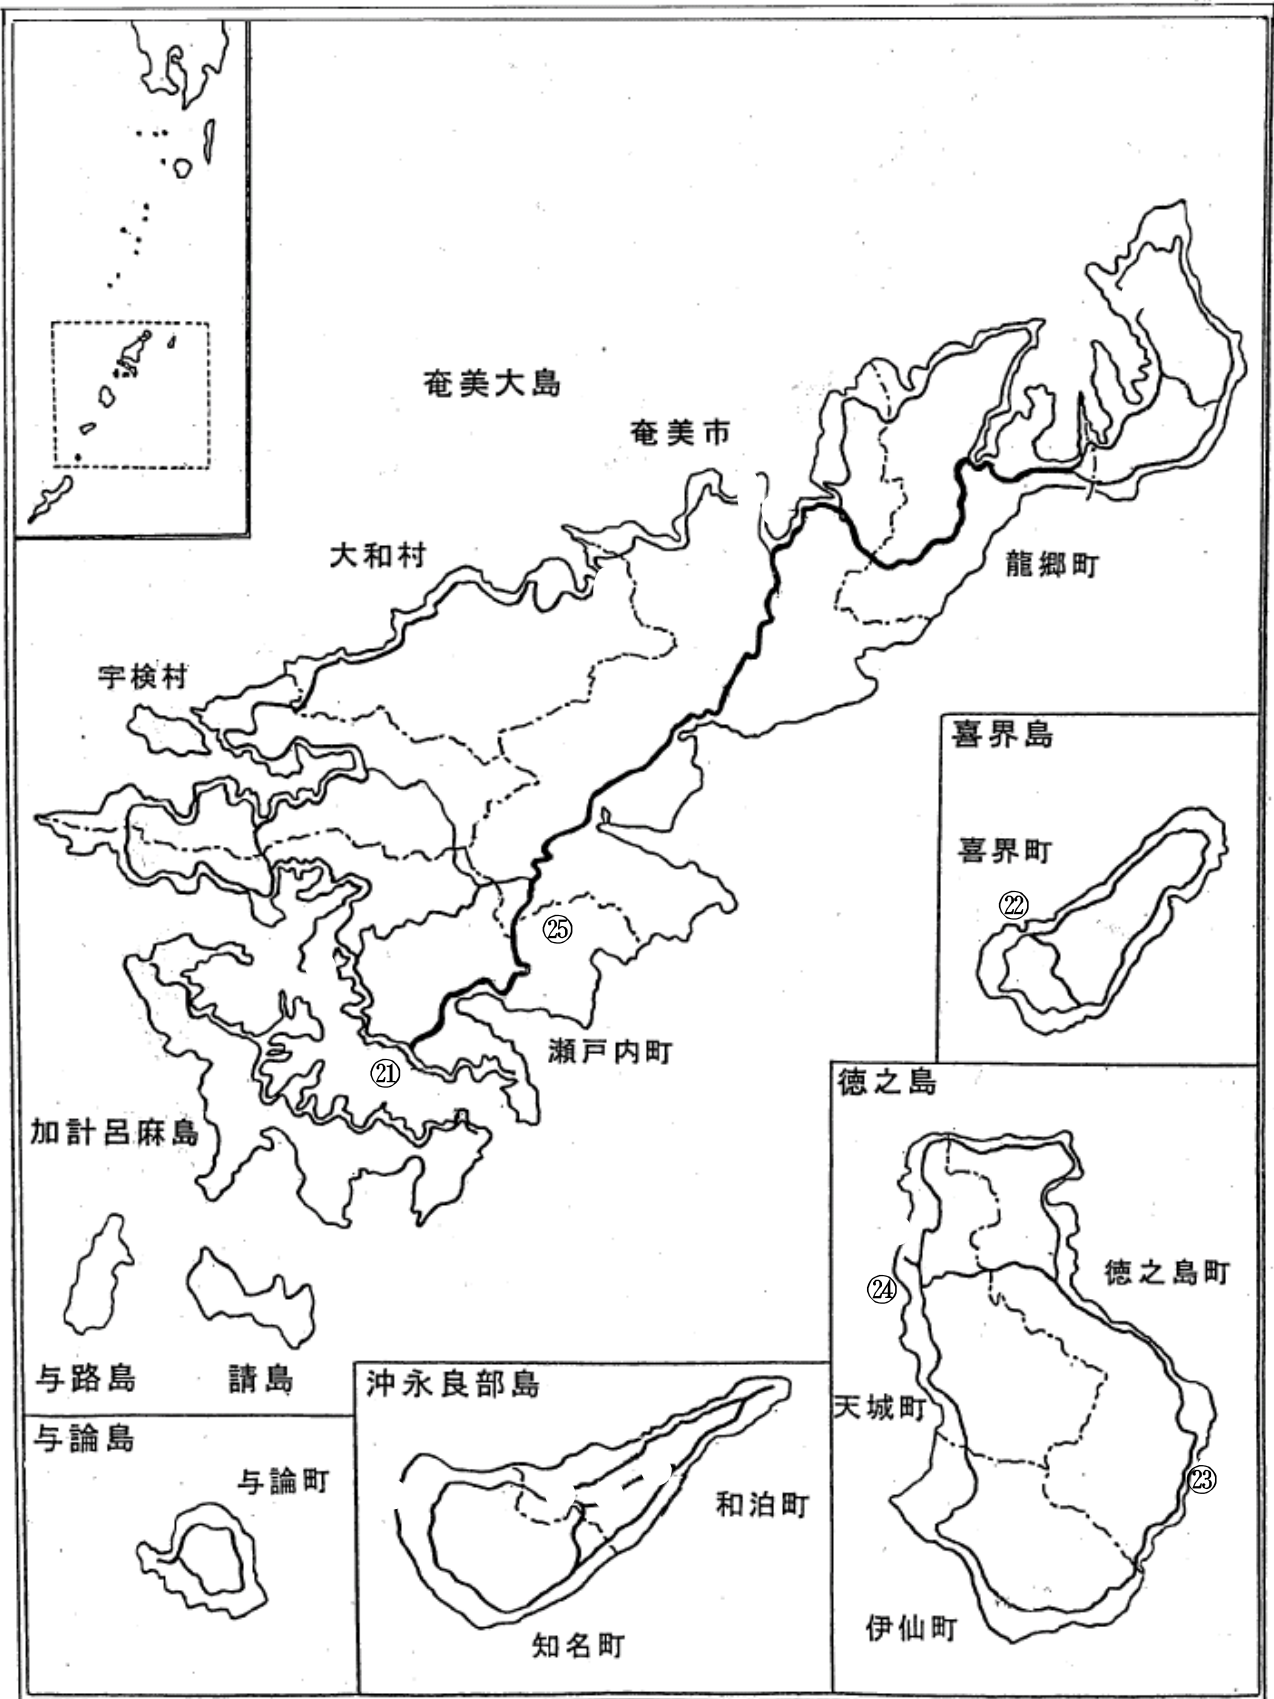 奄美大島
奄美市
大和村
龍郷町
宇検村
喜界島
喜界町
㉒
㉕
瀬戸内町
㉑
徳之島
加計呂麻島
徳之島町
㉔
与路島
請島
沖永良部島
天城町
与論島
与論町
㉓
和泊町
伊仙町
知名町